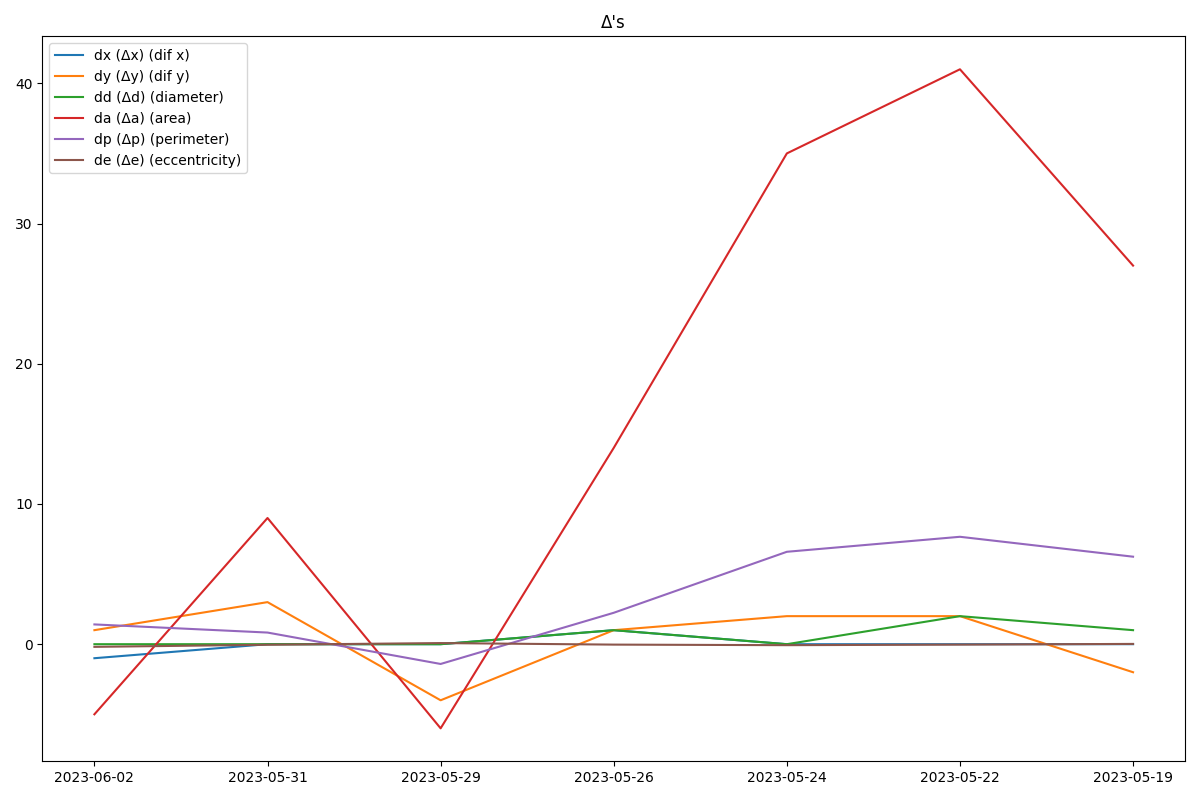 Δ's
dx (Δx) (dif x)
dy (Δy) (dif y)
dd (Δd) (diameter)
da (Δa) (area)
dp (Δp) (perimeter)
de (Δe) (eccentricity)
40
30
20
10
0
2023-06-02 2023-05-31 2023-05-29 2023-05-26 2023-05-24 2023-05-22 2023-05-19